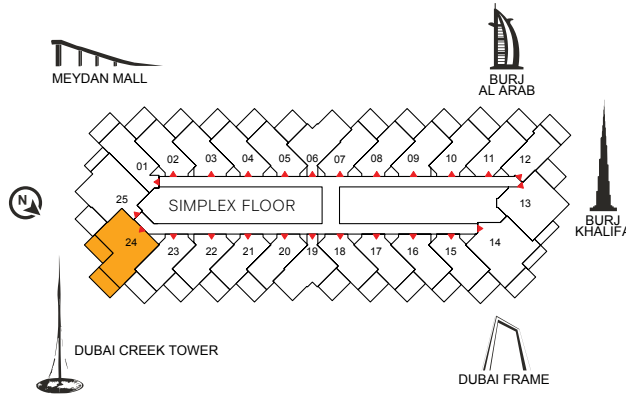 MEYDAN MALL
BURJ
AL ARAB
01 02 03 04 05 06 07 08 09 10 11 12
25
SIMPLEX FLOOR
13
N
BURJ
KHALIFA
24 23 22 21 20 19 18 17 16 15 14
DUBAI CREEK TOWER
DUBAI FRAME